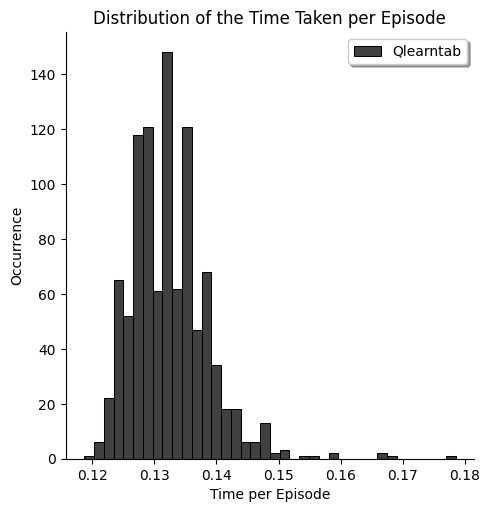 Distribution of the Time Taken per Episode
Qlearntab
Occurrence
140
120
100
80
60
40
20
0
0.12 0.13 0.14 0.15 0.16 0.17 0.18
Time per Episode